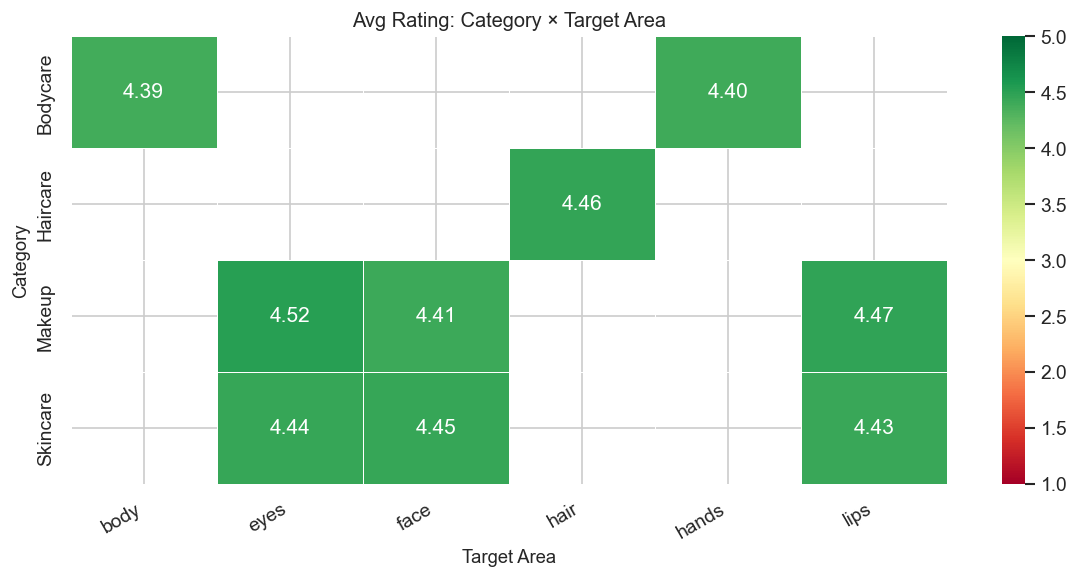 Avg Rating: Category × Target Area
Category
Bodycare
4.39
4.40
Haircare
4.46
Makeup
4.52
4.41
4.47
Skincare
4.44
4.45
4.43
body
eyes
face
hair
hands
lips
Target Area
5.0
4.5
4.0
3.5
3.0
2.5
2.0
1.5
1.0